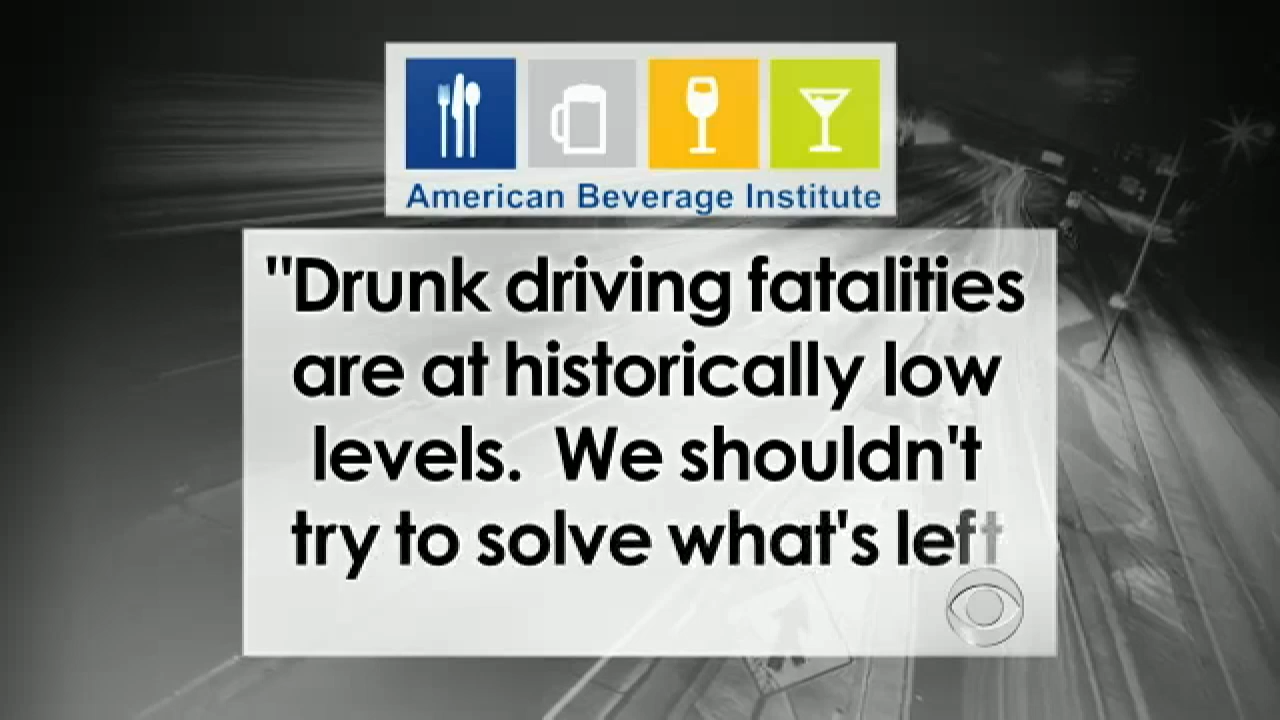 American Beverage Institute
"Drunk driving fatalities
are at historically low
levels. We shouldn't
try to solve what's left